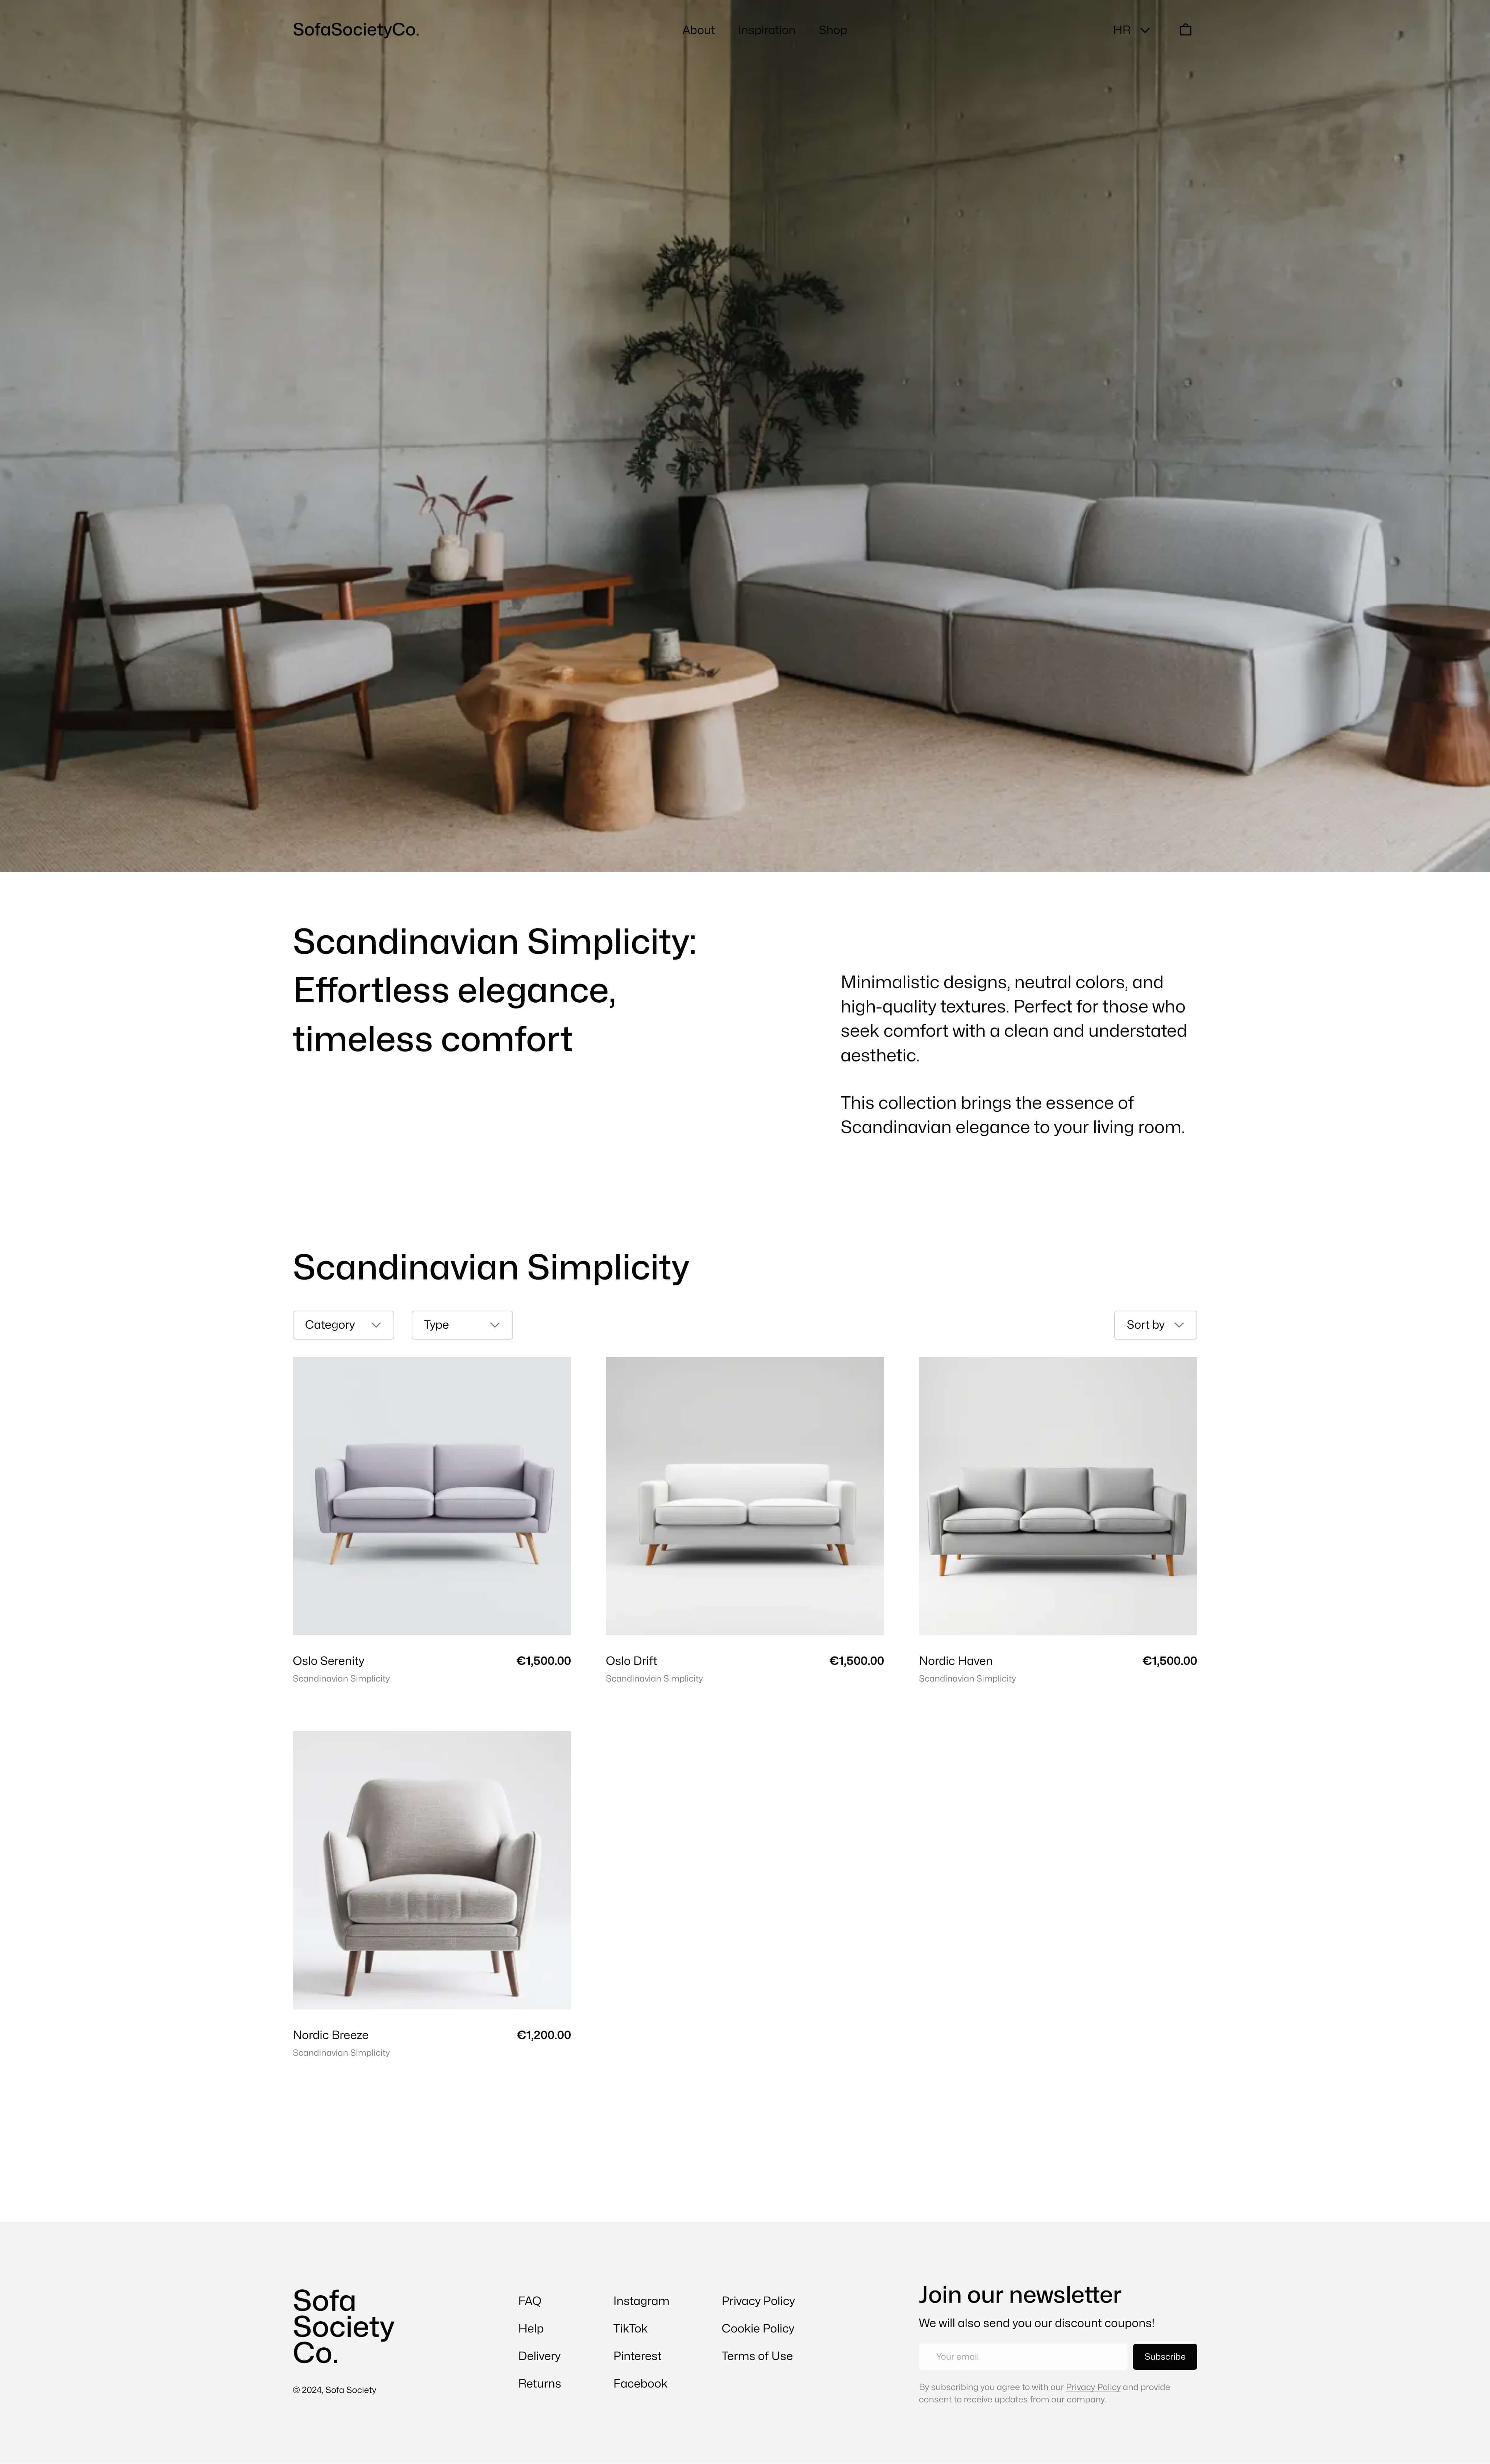 SofaSocietyCo.
About Inspiration Shop
HR
Scandinavian Simplicity:
Effortless elegance,
timeless comfort
Minimalistic designs, neutral colors, and
high-quality textures. Perfect for those who
seek comfort with a clean and understated
aesthetic.
This collection brings the essence of
Scandinavian elegance to your living room.
Scandinavian Simplicity
Category Type Sort by
Oslo Serenity €1,500.00
Scandinavian Simplicity
Oslo Drift €1,500.00
Scandinavian Simplicity
Nordic Haven €1,500.00
Scandinavian Simplicity
Nordic Breeze €1,200.00
Scandinavian Simplicity
Sofa
Society
Co.
© 2024, Sofa Society
FAQ
Help
Delivery
Returns
Instagram
TikTok
Pinterest
Facebook
Privacy Policy
Cookie Policy
Terms of Use
Join our newsletter
We will also send you our discount coupons!
Your email Subscribe
By subscribing you agree to with our Privacy Policy and provide
consent to receive updates from our company.